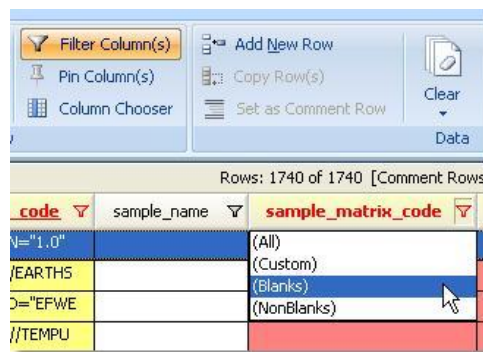 Filter Column(s)
Add New Row
Pin Column(s)
Copy Row(s)
Column Chooser
Set as Comment Row
Clear
Data
Rows: 1740 of 1740 [Comment Rows
_code
sample_name
sample_matrix_code
N="1.0"
(All)
(Custom)
/EARTHS
(Blanks)
D="EFWE
(NonBlanks)
//TEMPU